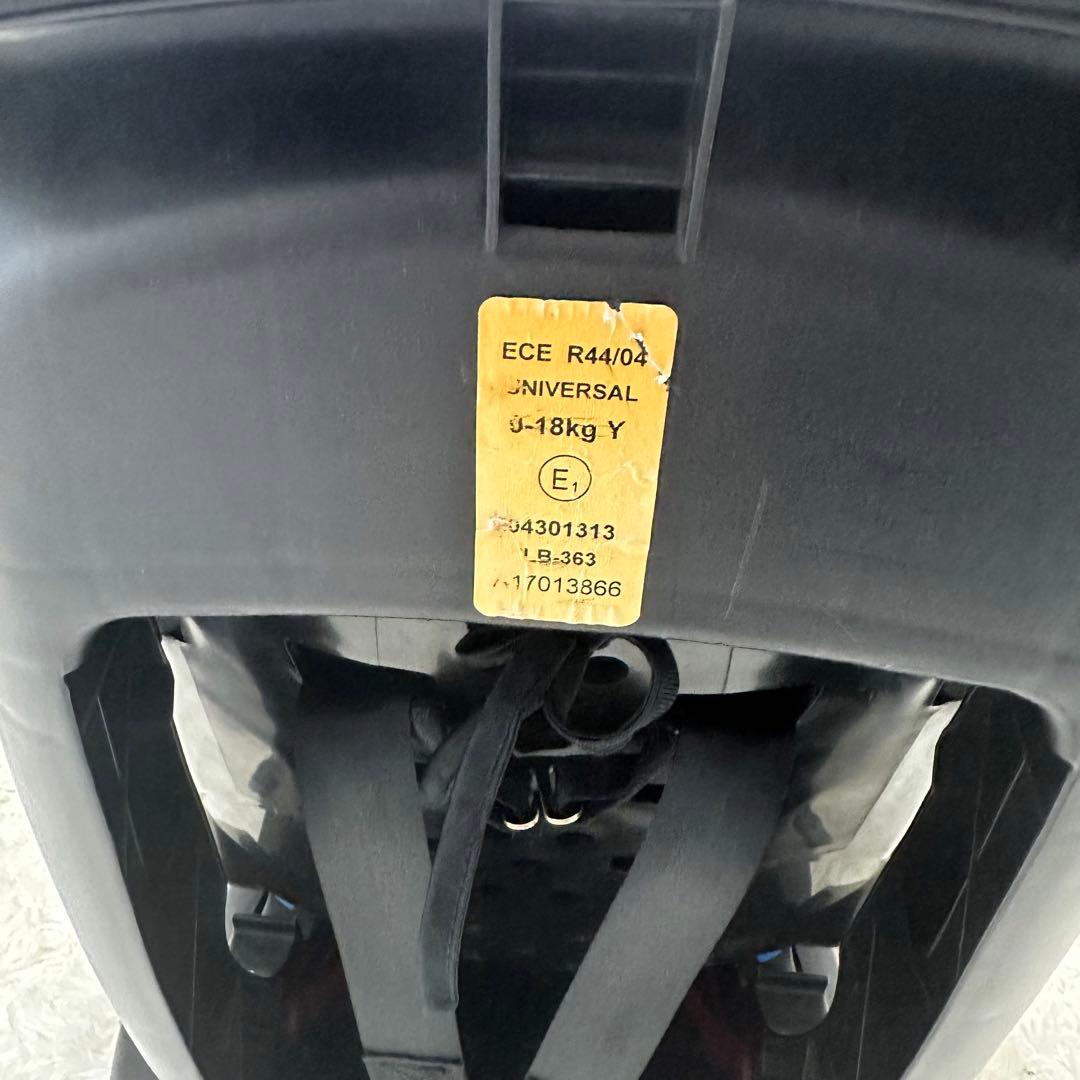 ECE R44/04
UNIVERSAL
0-18kg Y
E1
04301313
LB-363
17013866